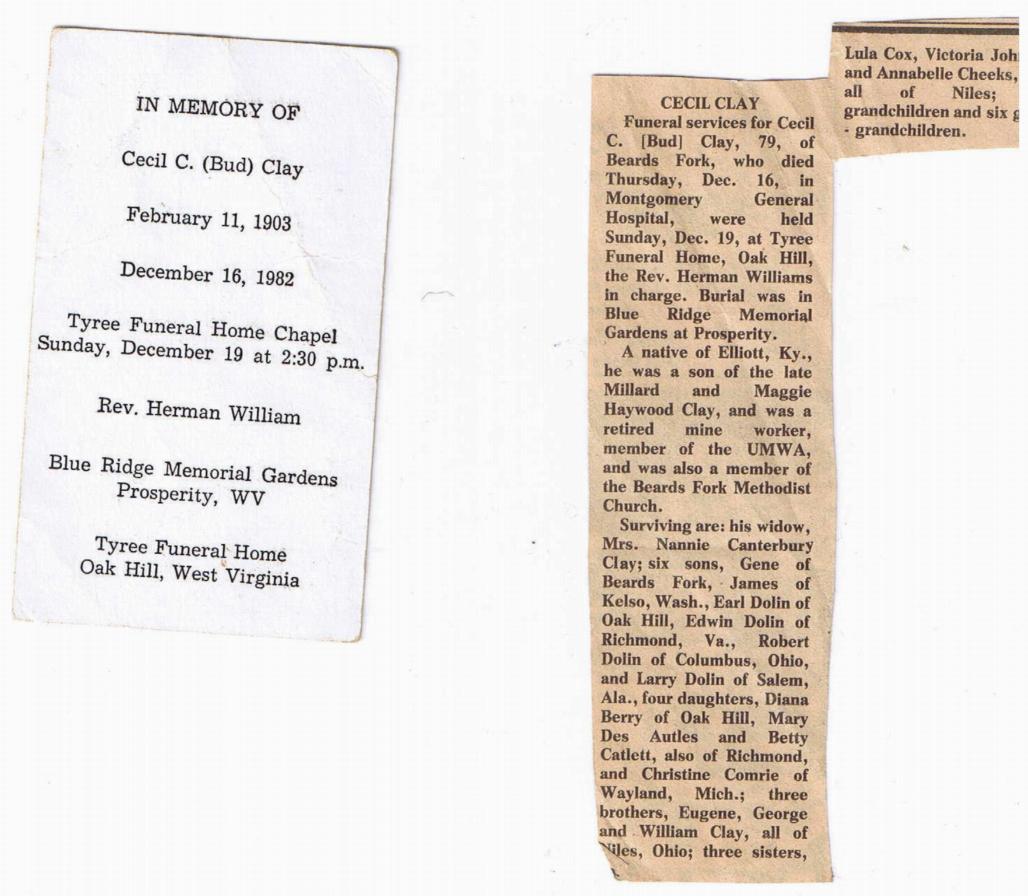 IN MEMORY OF
Cecil C. (Bud) Clay
February 11, 1903
December 16, 1982
Tyree Funeral Home Chapel
Sunday, December 19 at 2:30 p.m.
Rev. Herman William
Blue Ridge Memorial Gardens
Prosperity, WV
Tyree Funeral Home
Oak Hill, West Virginia
CECIL CLAY
Funeral services for Cecil
C. [Bud] Clay, 79, of
Beards Fork, who died
Thursday, Dec. 16, in
Montgomery General
Hospital, were held
Sunday, Dec. 19, at Tyree
Funeral Home, Oak Hill,
the Rev. Herman Williams
in charge. Burial was in
Blue Ridge Memorial
Gardens at Prosperity.
A native of Elliott, Ky.,
he was a son of the late
Millard and Maggie
Haywood Clay, and was a
retired mine worker,
member of the UMWA,
and was also a member of
the Beards Fork Methodist
Church.
Surviving are: his widow,
Mrs. Nannie Canterbury
Clay; six sons, Gene of
Beards Fork, James of
Kelso, Wash., Earl Dolin of
Oak Hill, Edwin Dolin of
Richmond, Va., Robert
Dolin of Columbus, Ohio,
and Larry Dolin of Salem,
Ala., four daughters, Diana
Berry of Oak Hill, Mary
Des Autles and Betty
Catlett, also of Richmond,
and Christine Comrie of
Wayland, Mich.; three
brothers, Eugene, George
and William Clay, all of
Niles, Ohio; three sisters,
Lula Cox, Victoria Joh
and Annabelle Cheeks,
all of Niles;
grandchildren and six g
- grandchildren.